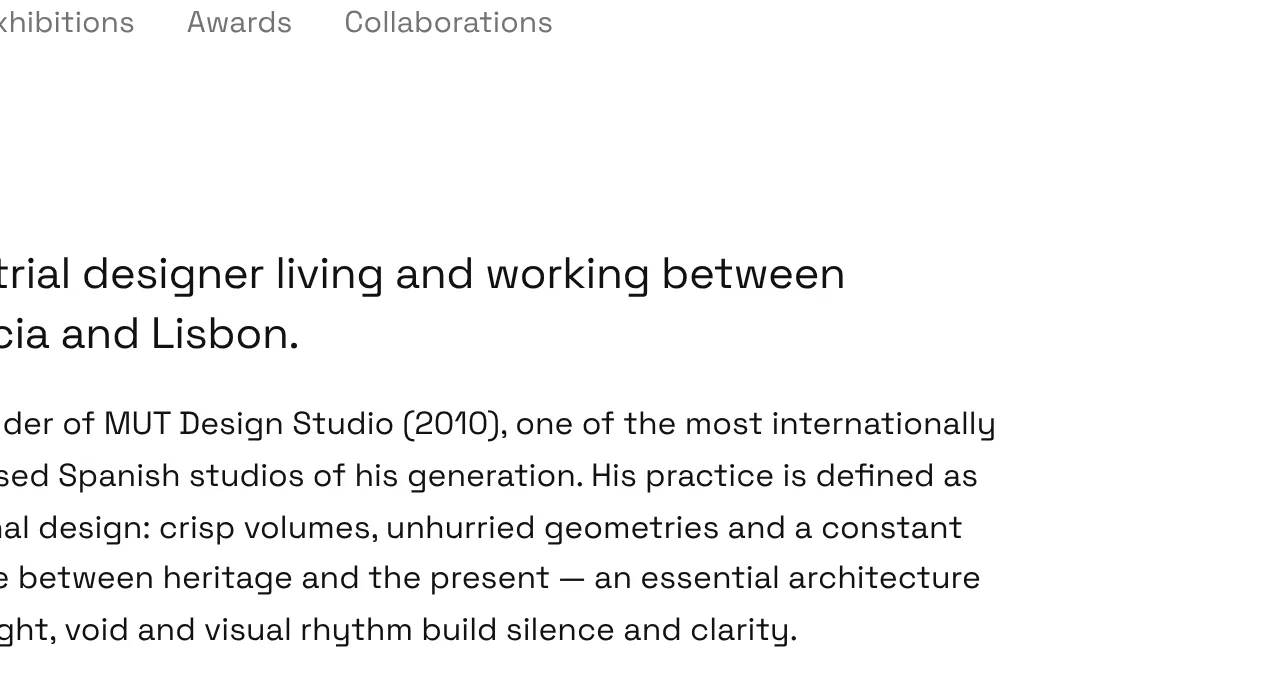 xhibitions Awards Collaborations
trial designer living and working between
cia and Lisbon.
der of MUT Design Studio (2010), one of the most internationally
sed Spanish studios of his generation. His practice is defined as
nal design: crisp volumes, unhurried geometries and a constant
e between heritage and the present — an essential architecture
ght, void and visual rhythm build silence and clarity.